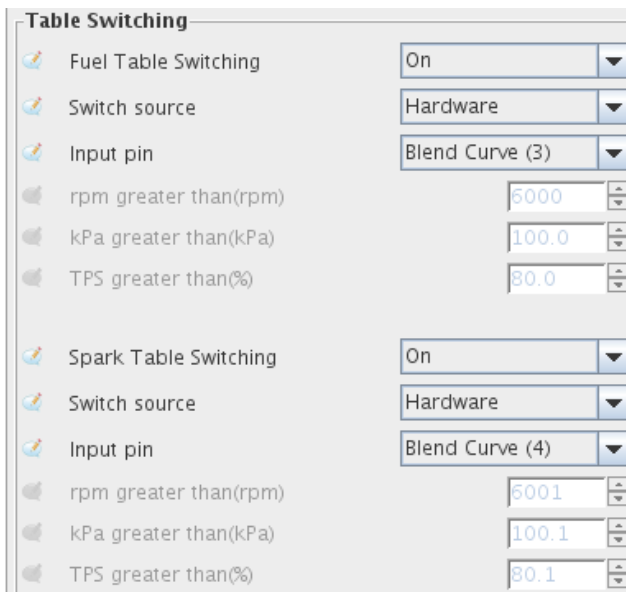 Table Switching
Fuel Table Switching On
Switch source Hardware
Input pin Blend Curve (3)
rpm greater than(rpm) 6000
kPa greater than(kPa) 100.0
TPS greater than(%) 80.0
Spark Table Switching On
Switch source Hardware
Input pin Blend Curve (4)
rpm greater than(rpm) 6001
kPa greater than(kPa) 100.1
TPS greater than(%) 80.1